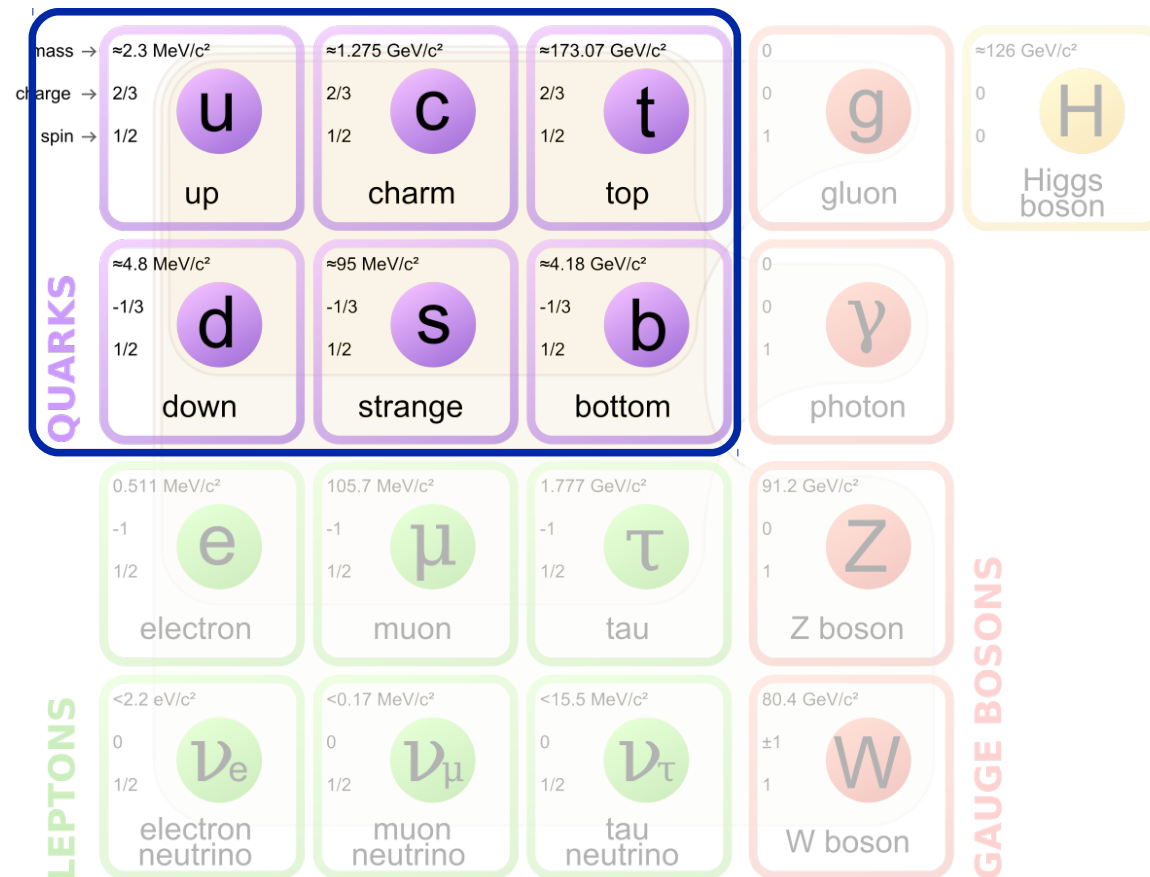 mass → ≈2.3 MeV/c² ≈1.275 GeV/c² ≈173.07 GeV/c² 0 ≈126 GeV/c²
charge → 2/3 2/3 2/3 0 0
spin → 1/2 1/2 1/2 1 0
u c t g H
up charm top gluon Higgs
boson
QUARKS
≈4.8 MeV/c² ≈95 MeV/c² ≈4.18 GeV/c² 0
-1/3 -1/3 -1/3 0
1/2 1/2 1/2 1
d s b γ
down strange bottom photon
0.511 MeV/c² 105.7 MeV/c² 1.777 GeV/c² 91.2 GeV/c²
-1 -1 -1 0
1/2 1/2 1/2 1
e μ τ Z
electron muon tau Z boson
LEPTONS
<2.2 eV/c² <0.17 MeV/c² <15.5 MeV/c² 80.4 GeV/c²
0 0 0 ±1
1/2 1/2 1/2 1
νe νμ ντ W
electron muon tau W boson
neutrino neutrino neutrino
GAUGE BOSONS